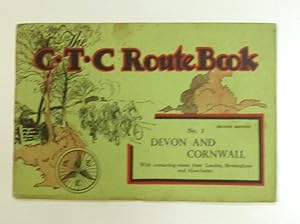 The
C·T·C Route Book
SECOND EDITION
No. 1
DEVON AND
CORNWALL
With connecting routes from London, Birmingham
and Manchester.
C
T
C